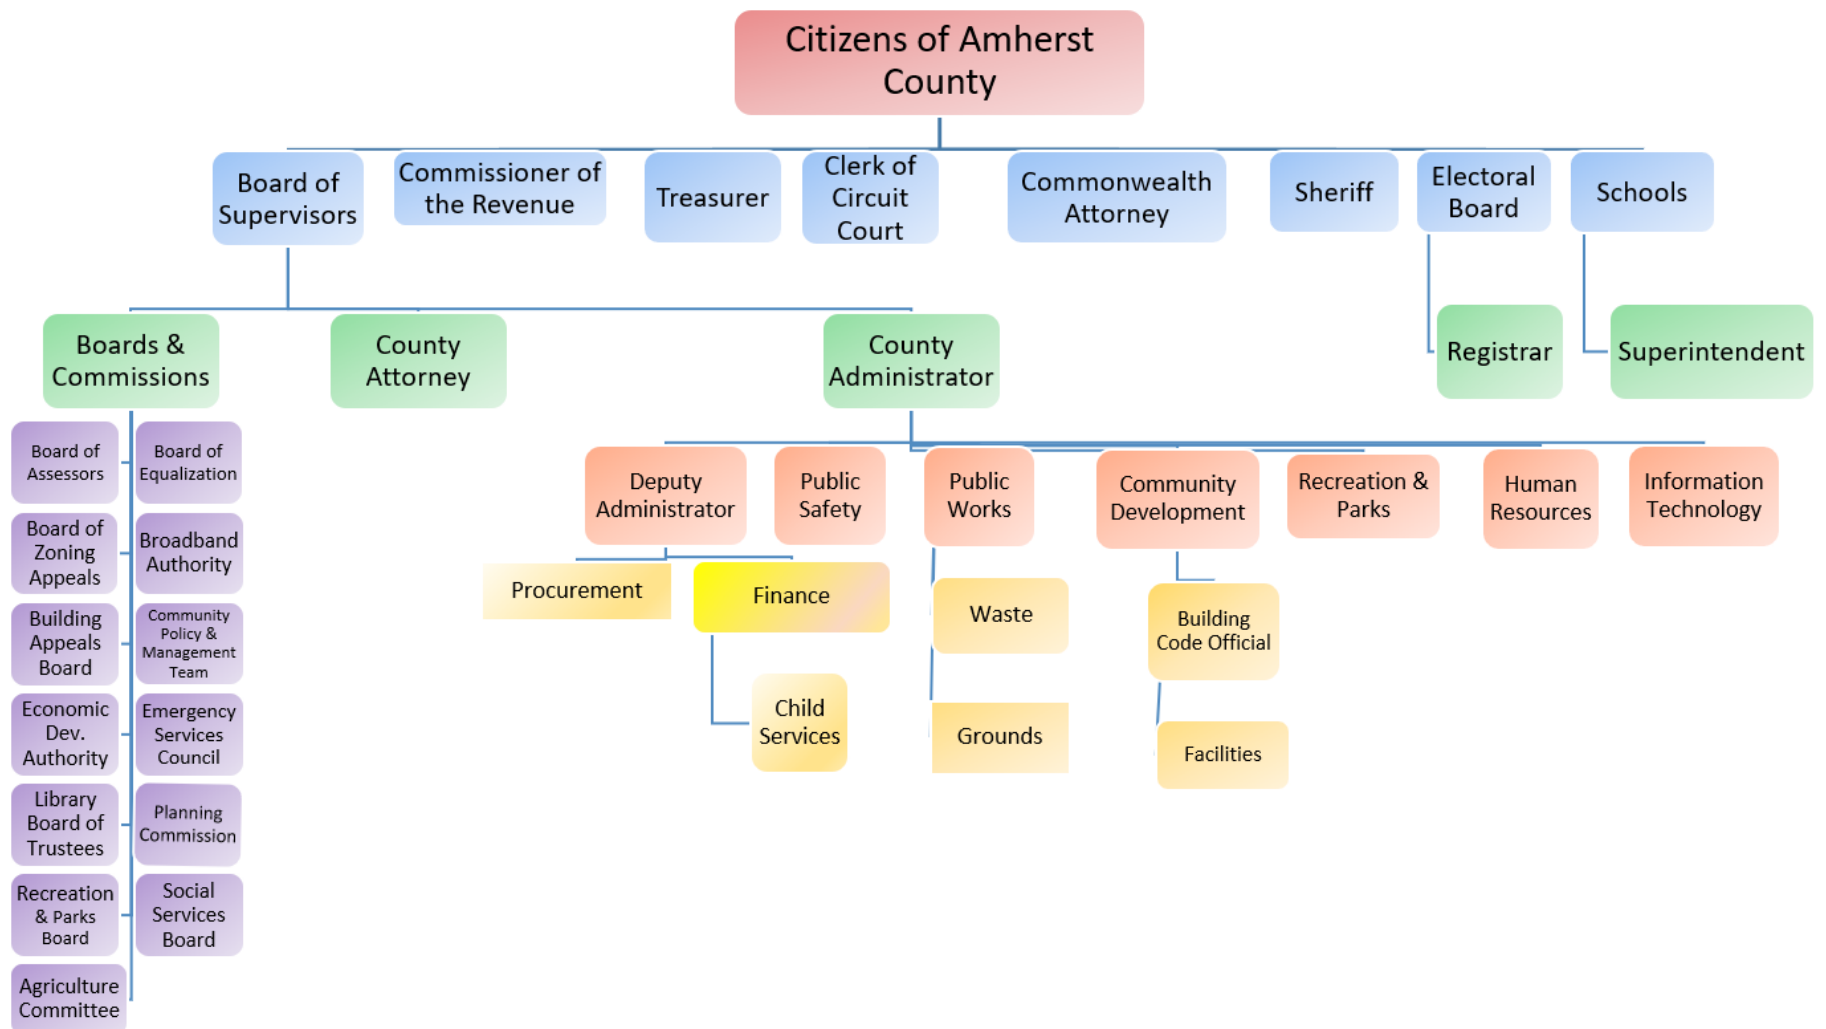 Citizens of Amherst
County
Board of
Supervisors
Commissioner of
the Revenue
Treasurer
Clerk of
Circuit
Court
Commonwealth
Attorney
Sheriff
Electoral
Board
Schools
Boards &
Commissions
County
Attorney
County
Administrator
Registrar
Superintendent
Board of
Assessors
Board of
Equalization
Board of
Zoning
Appeals
Broadband
Authority
Building
Appeals
Board
Community
Policy &
Management
Team
Economic
Dev.
Authority
Emergency
Services
Council
Library
Board of
Trustees
Planning
Commission
Recreation
& Parks
Board
Social
Services
Board
Agriculture
Committee
Deputy
Administrator
Public
Safety
Public
Works
Community
Development
Recreation &
Parks
Human
Resources
Information
Technology
Procurement
Finance
Child
Services
Waste
Grounds
Building
Code Official
Facilities